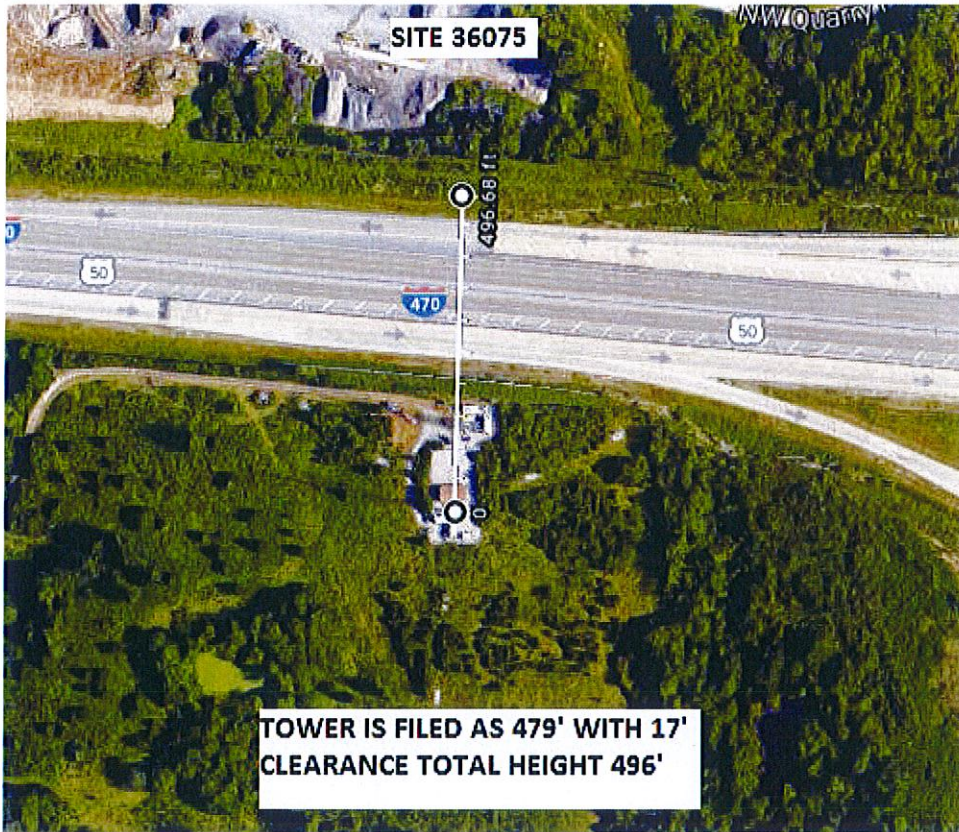 SITE 36075
NW Quarry
496.68 ft
50
470
50
0
TOWER IS FILED AS 479' WITH 17'
CLEARANCE TOTAL HEIGHT 496'